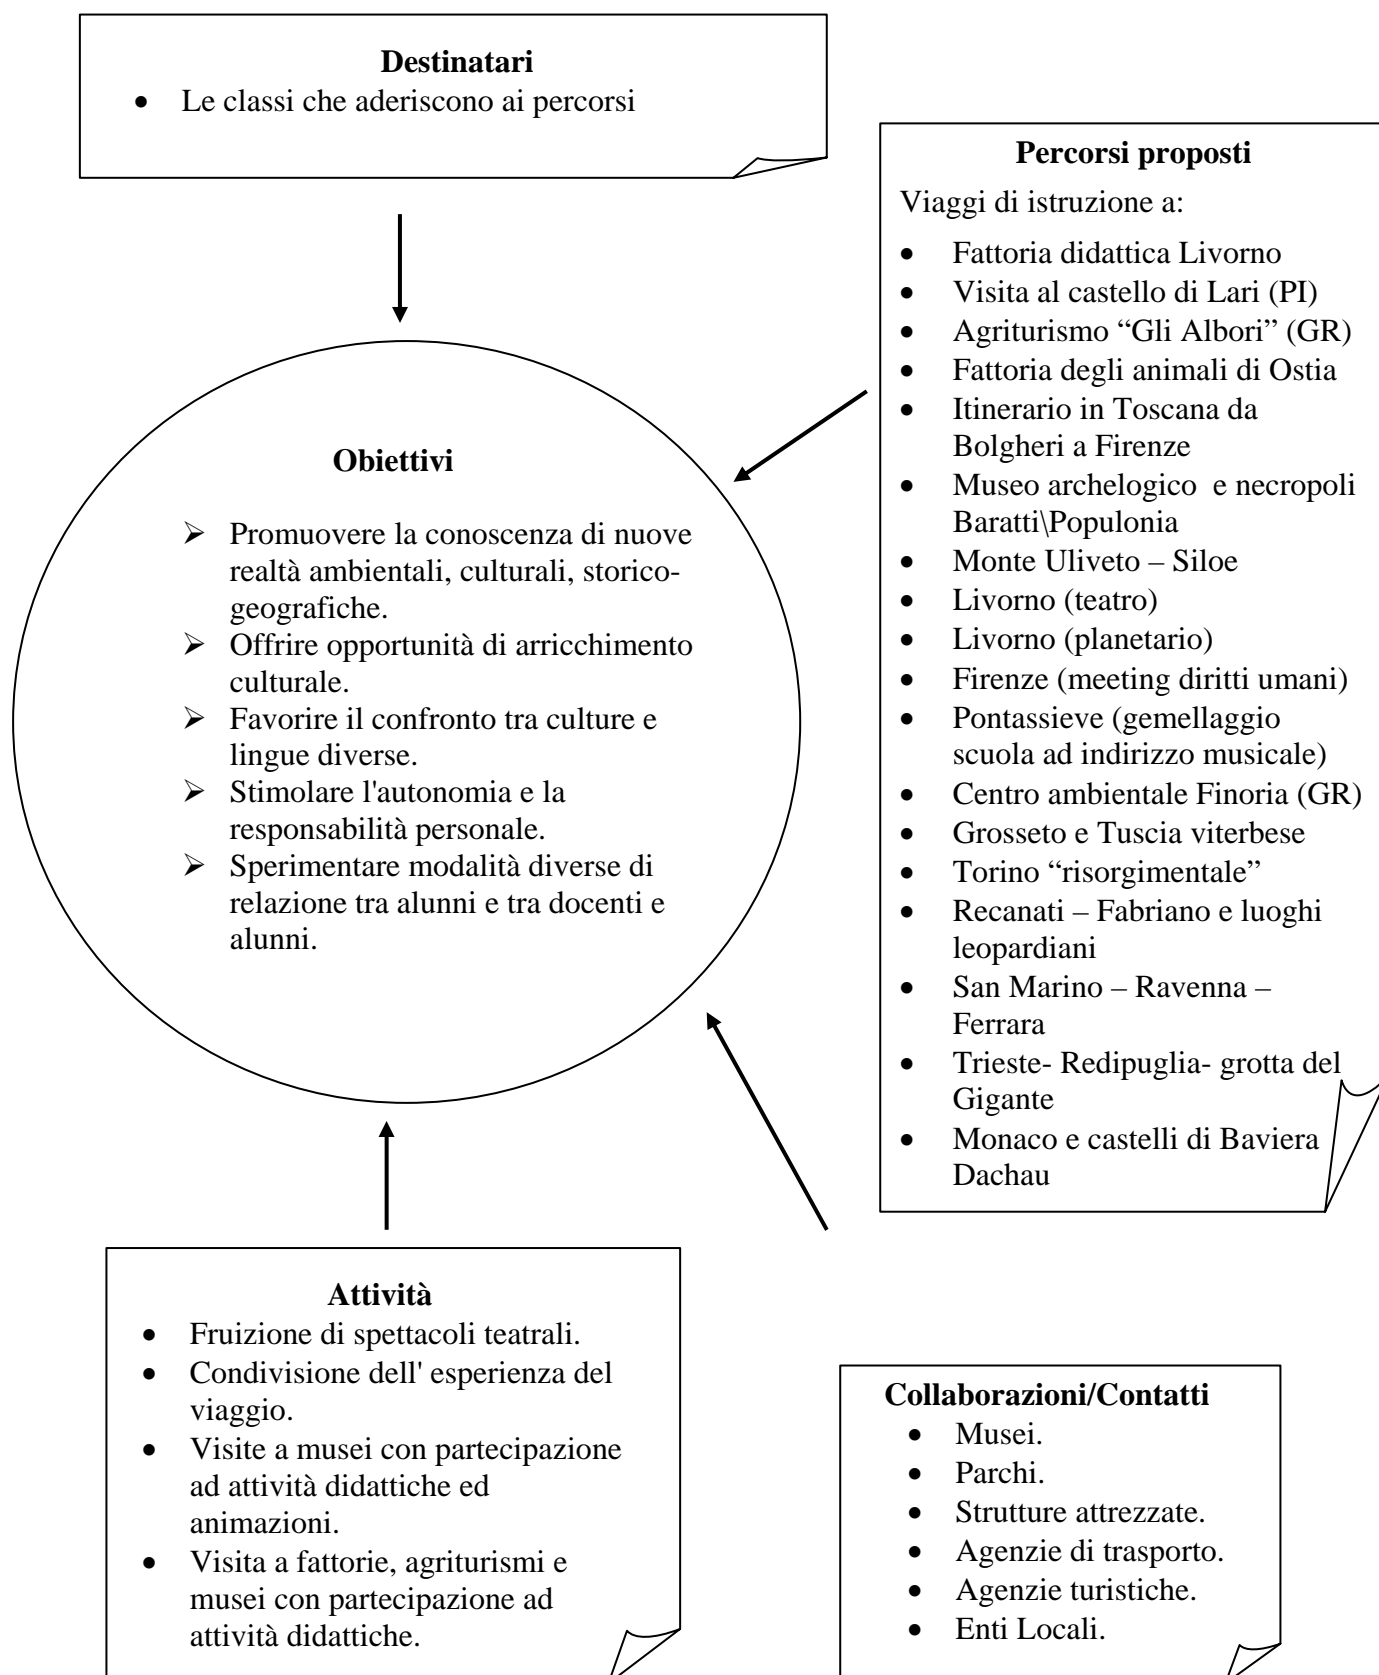 Destinatari
• Le classi che aderiscono ai percorsi
Percorsi proposti
Viaggi di istruzione a:
• Fattoria didattica Livorno
• Visita al castello di Lari (PI)
• Agriturismo “Gli Albori” (GR)
• Fattoria degli animali di Ostia
• Itinerario in Toscana da
Bolgheri a Firenze
• Museo archelogico e necropoli
Baratti\Populonia
• Monte Uliveto – Siloe
• Livorno (teatro)
• Livorno (planetario)
• Firenze (meeting diritti umani)
• Pontassieve (gemellaggio
scuola ad indirizzo musicale)
• Centro ambientale Finoria (GR)
• Grosseto e Tuscia viterbese
• Torino “risorgimentale”
• Recanati – Fabriano e luoghi
leopardiani
• San Marino – Ravenna –
Ferrara
• Trieste- Redipuglia- grotta del
Gigante
• Monaco e castelli di Baviera
Dachau
Obiettivi
➢ Promuovere la conoscenza di nuove
realtà ambientali, culturali, storico-
geografiche.
➢ Offrire opportunità di arricchimento
culturale.
➢ Favorire il confronto tra culture e
lingue diverse.
➢ Stimolare l'autonomia e la
responsabilità personale.
➢ Sperimentare modalità diverse di
relazione tra alunni e tra docenti e
alunni.
Attività
• Fruizione di spettacoli teatrali.
• Condivisione dell' esperienza del
viaggio.
• Visite a musei con partecipazione
ad attività didattiche ed
animazioni.
• Visita a fattorie, agriturismi e
musei con partecipazione ad
attività didattiche.
Collaborazioni/Contatti
• Musei.
• Parchi.
• Strutture attrezzate.
• Agenzie di trasporto.
• Agenzie turistiche.
• Enti Locali.